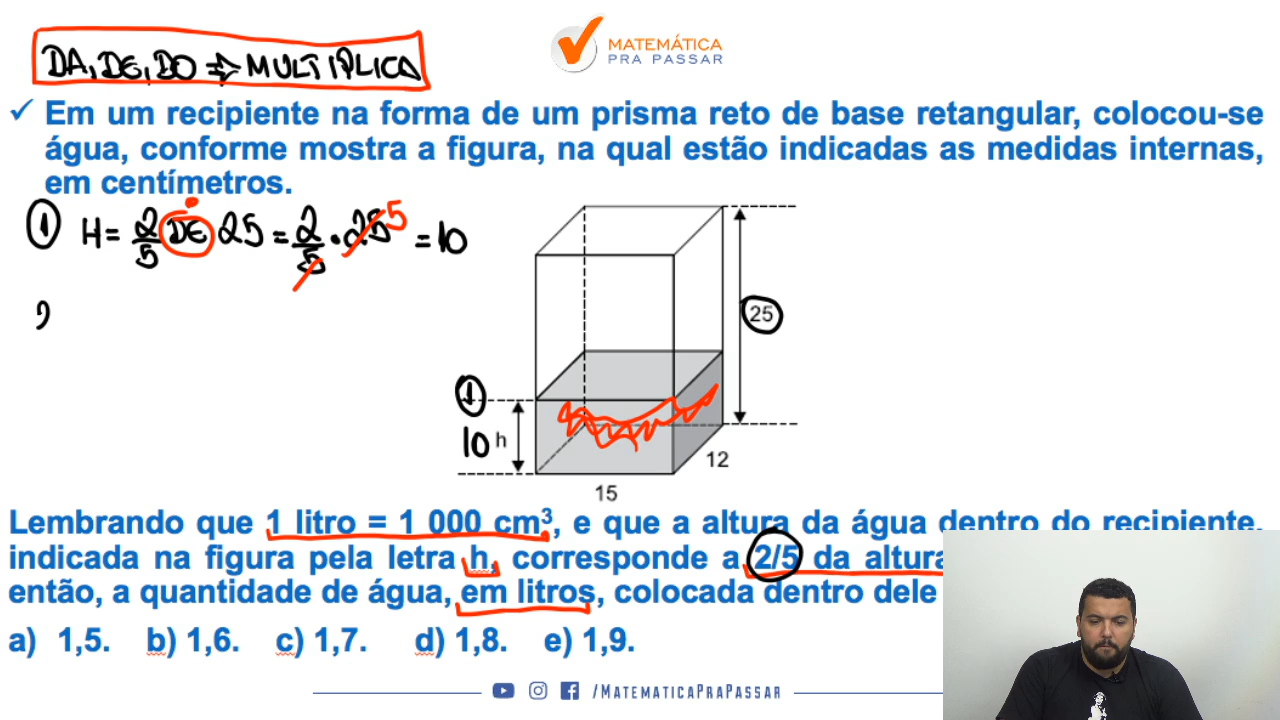 DA, DE, DO ⇒ MULTIPLICA
MATEMÁTICA
PRA PASSAR
✓ Em um recipiente na forma de um prisma reto de base retangular, colocou-se
água, conforme mostra a figura, na qual estão indicadas as medidas internas,
em centímetros.
1 H = 2/5 DE 25 = 2/5 · 25 5 = 10
25
1
10 h
12
15
Lembrando que 1 litro = 1 000 cm³, e que a altura da água dentro do recipiente,
indicada na figura pela letra h, corresponde a 2/5 da altura
então, a quantidade de água, em litros, colocada dentro dele
a) 1,5. b) 1,6. c) 1,7. d) 1,8. e) 1,9.
/MATEMATICAPRAPASSAR